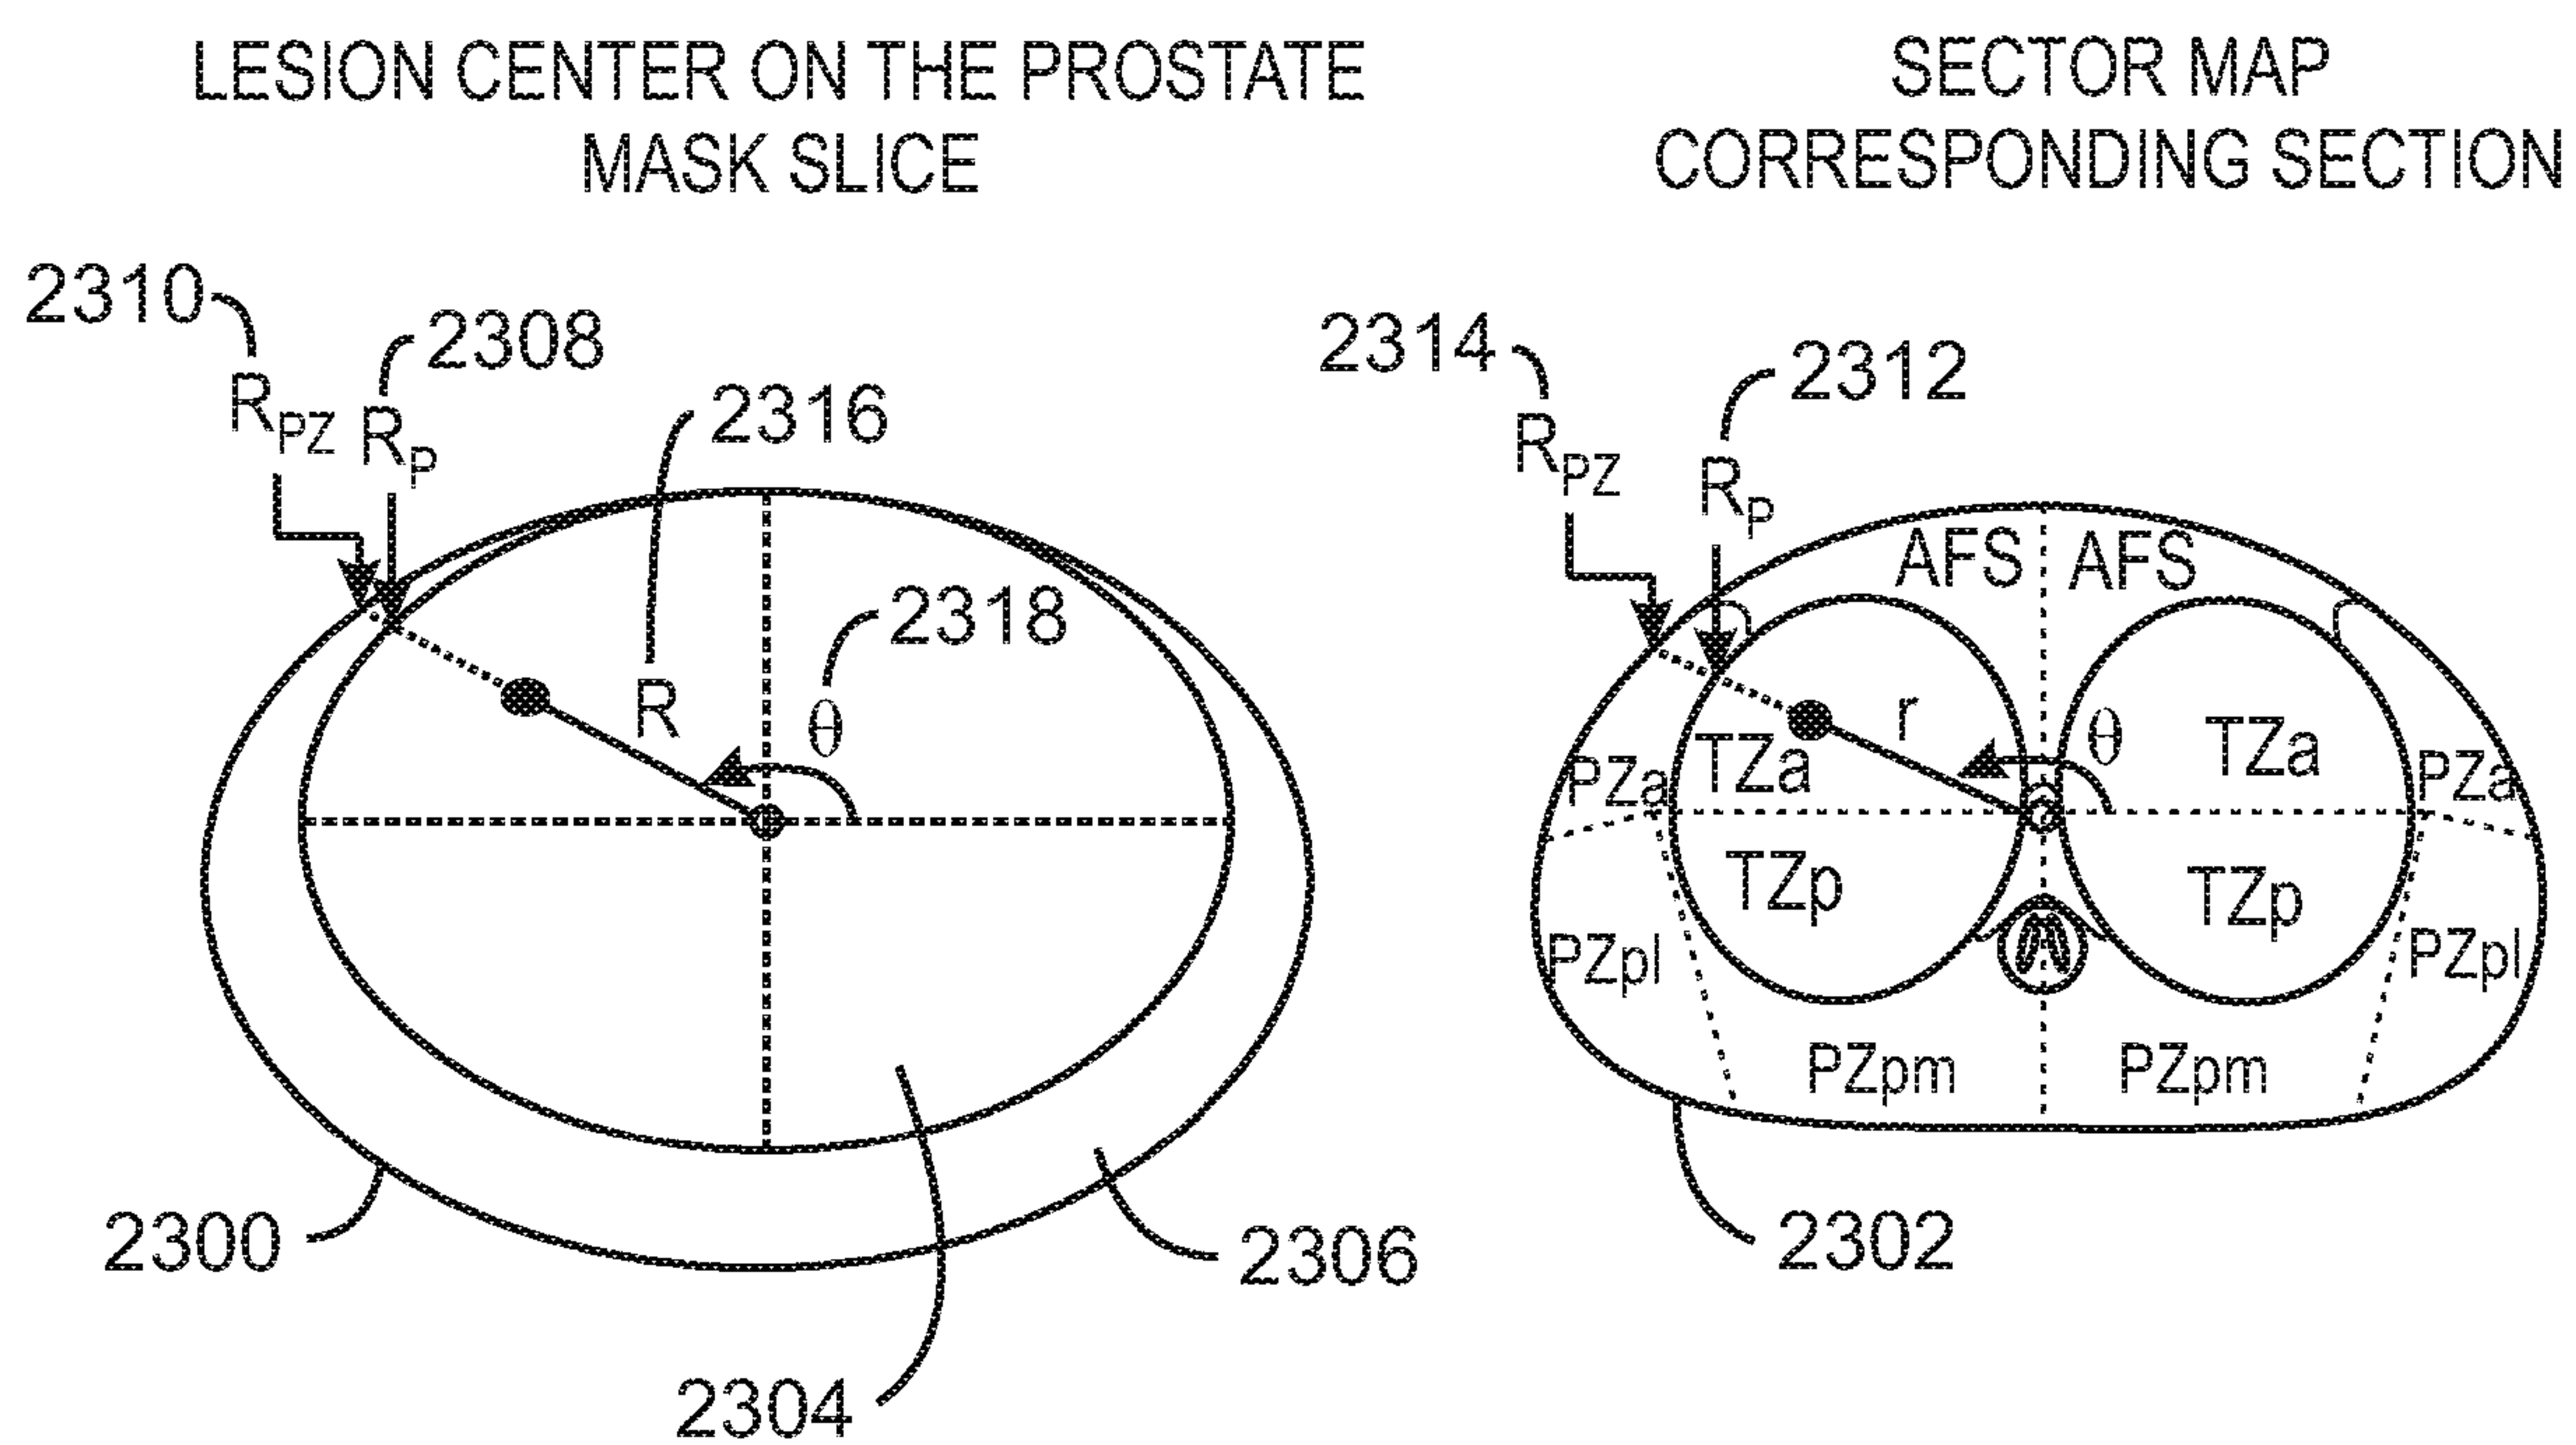 LESION CENTER ON THE PROSTATE
MASK SLICE
SECTOR MAP
CORRESPONDING SECTION
2310
2308
2316
2318
RPZ
RP
R
θ
2300
2304
2306
2314
2312
RPZ
RP
AFS AFS
r
θ
TZa
TZa
PZa
PZa
TZp
TZp
PZpl
PZpl
PZpm
PZpm
2302